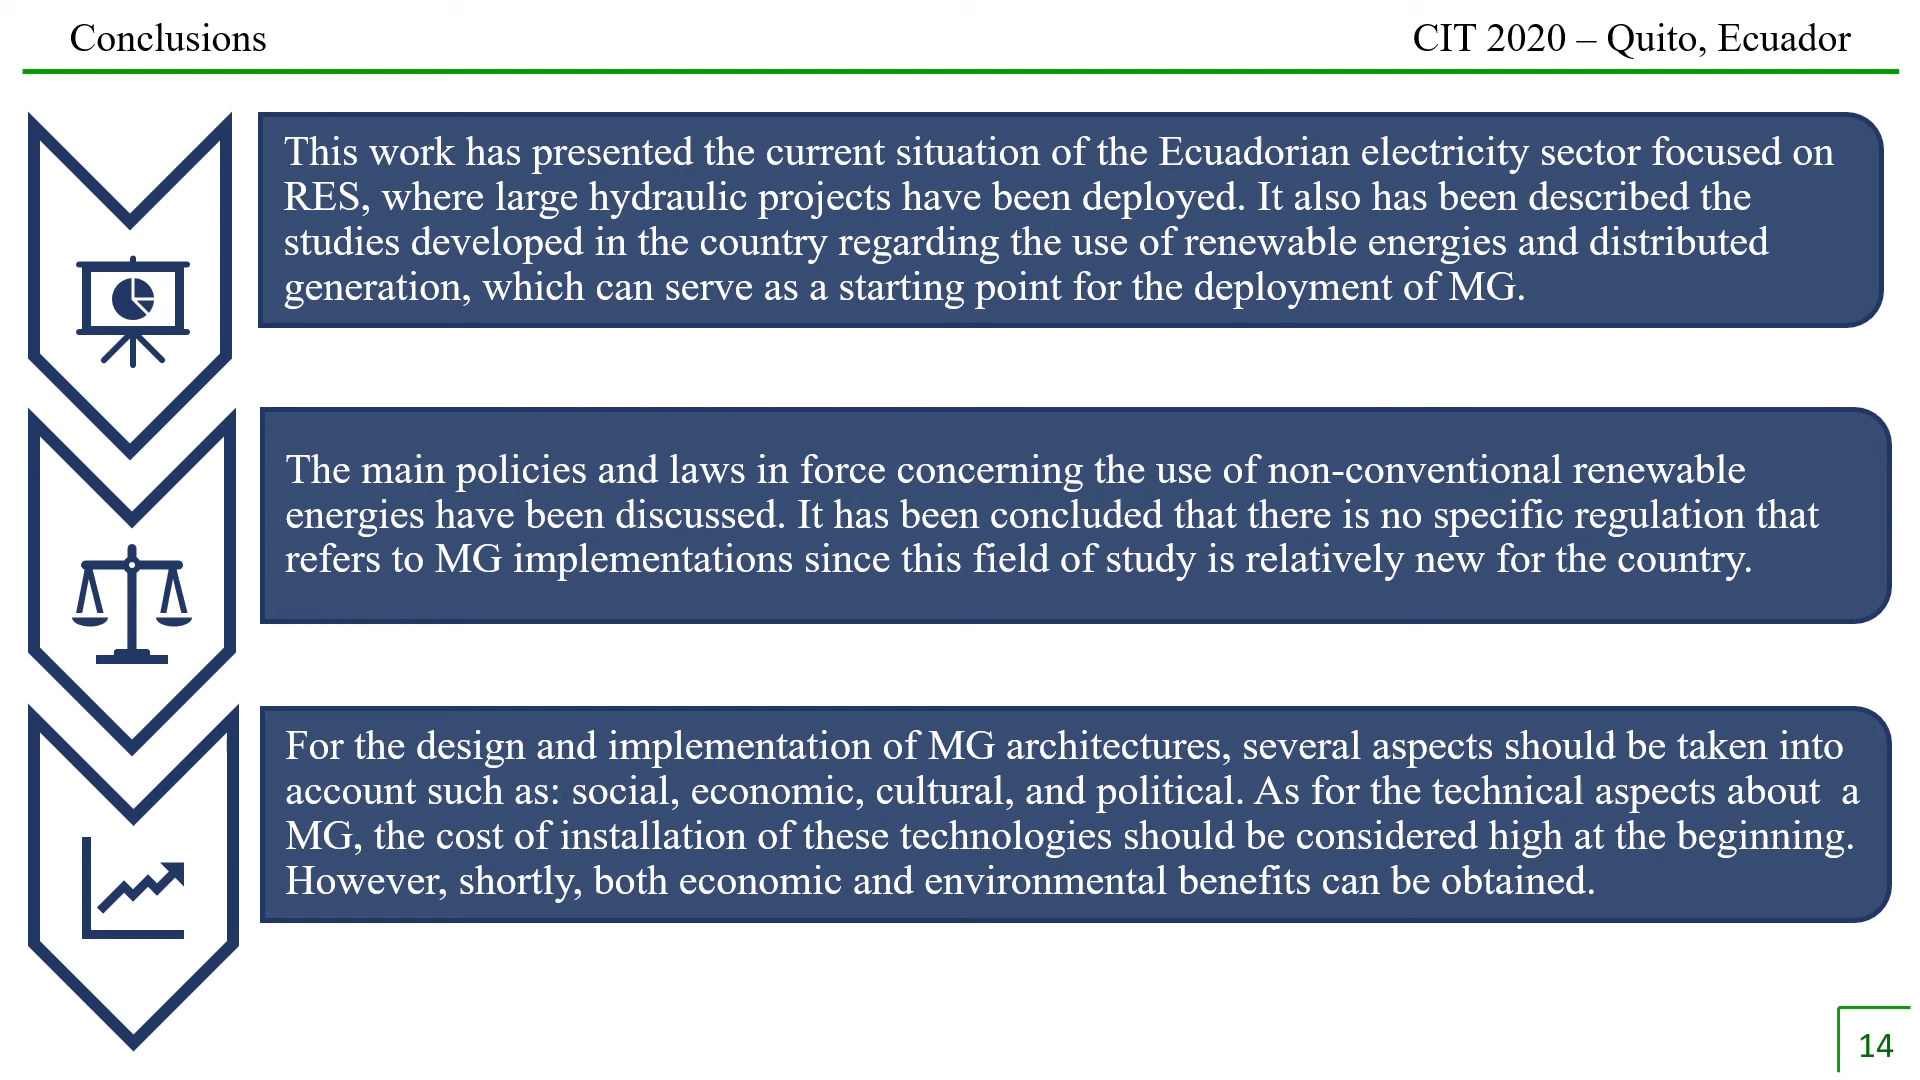 Conclusions
CIT 2020 – Quito, Ecuador
This work has presented the current situation of the Ecuadorian electricity sector focused on
RES, where large hydraulic projects have been deployed. It also has been described the
studies developed in the country regarding the use of renewable energies and distributed
generation, which can serve as a starting point for the deployment of MG.
The main policies and laws in force concerning the use of non-conventional renewable
energies have been discussed. It has been concluded that there is no specific regulation that
refers to MG implementations since this field of study is relatively new for the country.
For the design and implementation of MG architectures, several aspects should be taken into
account such as: social, economic, cultural, and political. As for the technical aspects about  a
MG, the cost of installation of these technologies should be considered high at the beginning.
However, shortly, both economic and environmental benefits can be obtained.
14